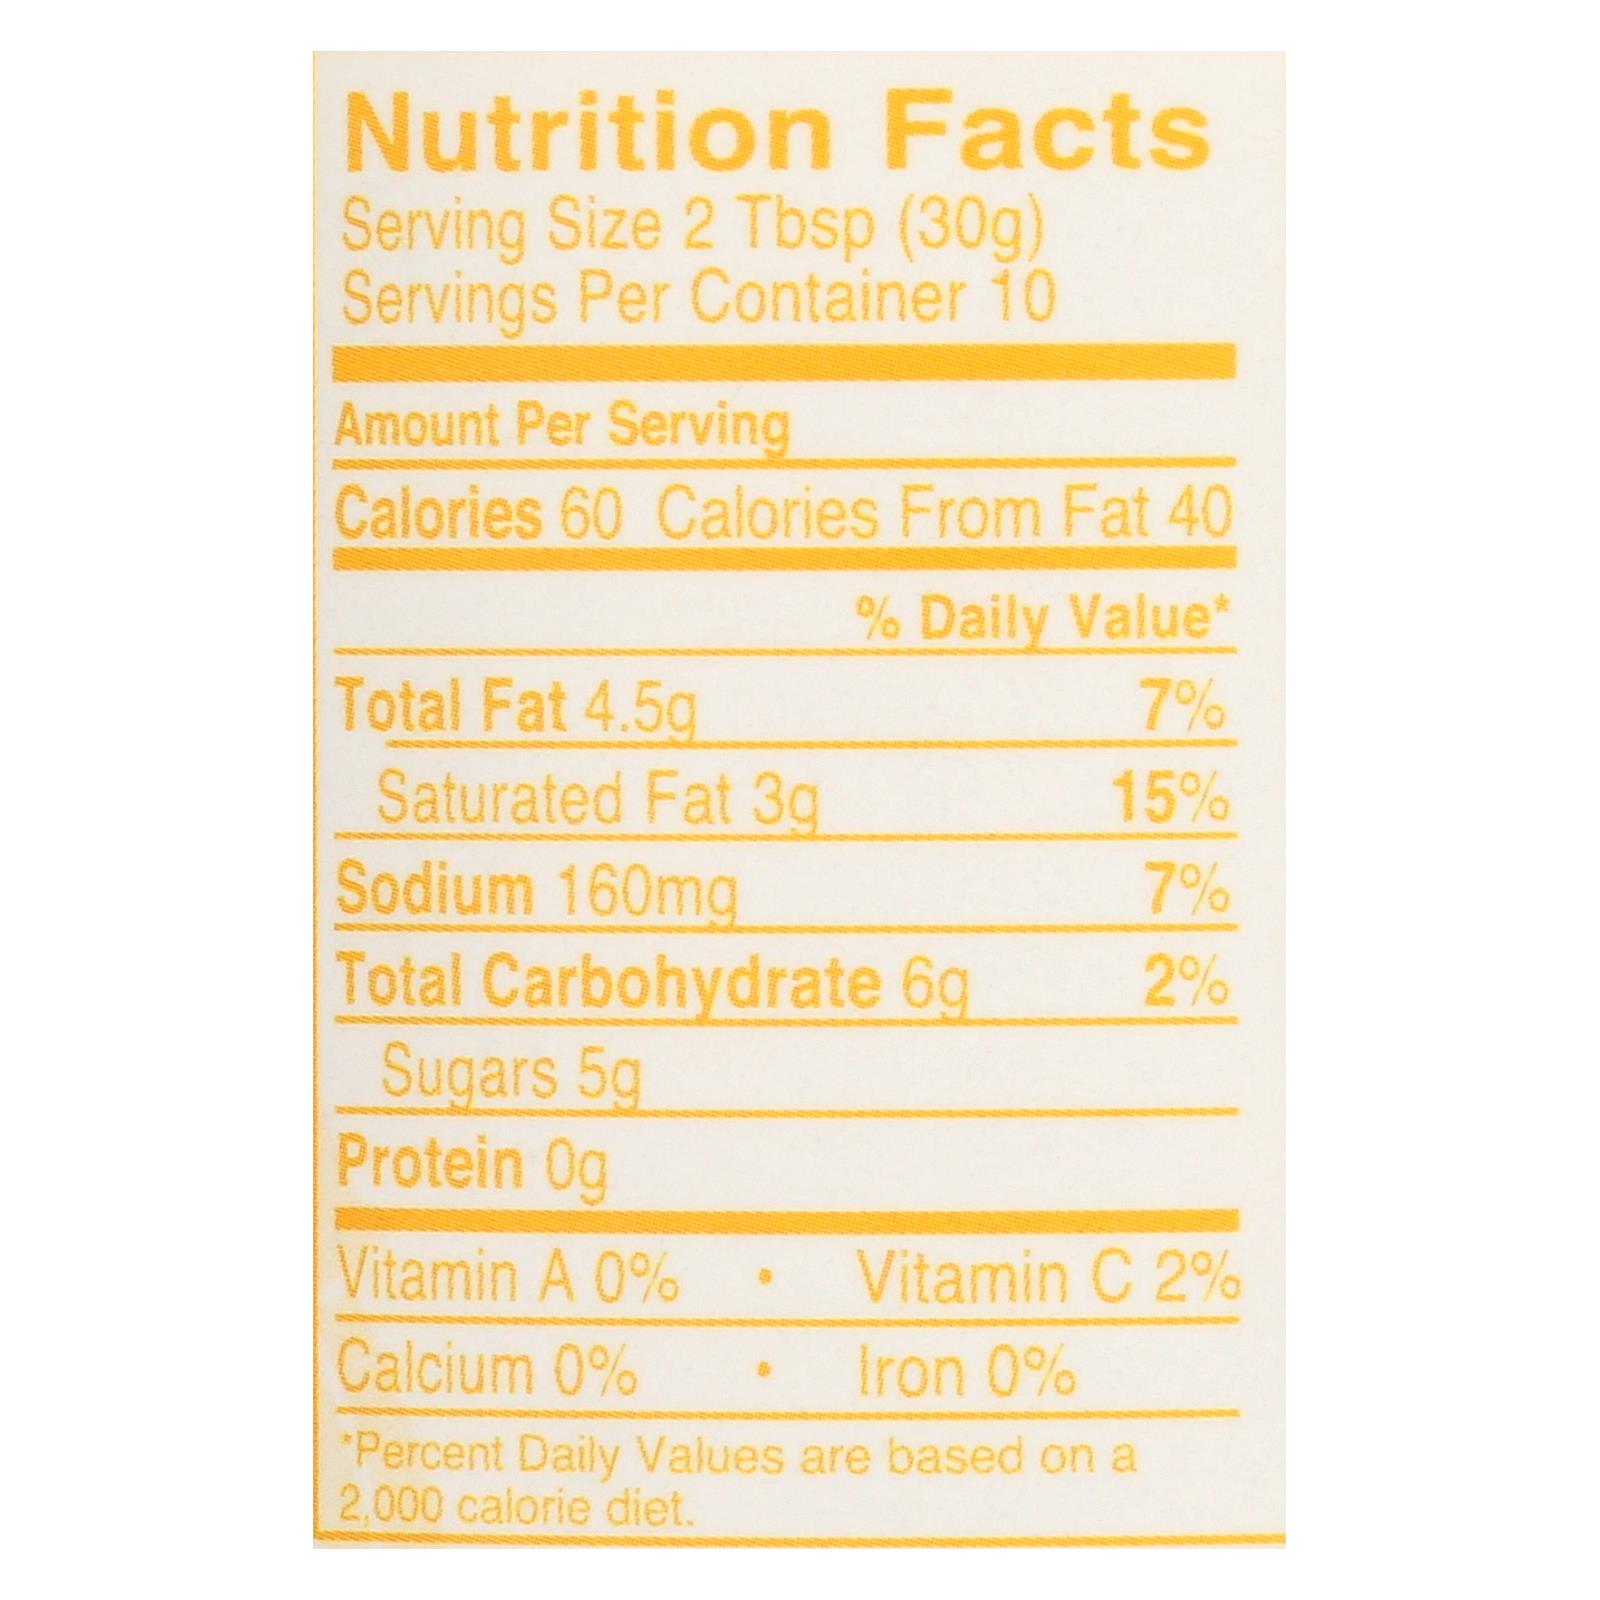 Nutrition Facts
Serving Size 2 Tbsp (30g)
Servings Per Container 10
Amount Per Serving
Calories 60 Calories From Fat 40
% Daily Value*
Total Fat 4.5g 7%
Saturated Fat 3g 15%
Sodium 160mg 7%
Total Carbohydrate 6g 2%
Sugars 5g
Protein 0g
Vitamin A 0% • Vitamin C 2%
Calcium 0% • Iron 0%
*Percent Daily Values are based on a
2,000 calorie diet.